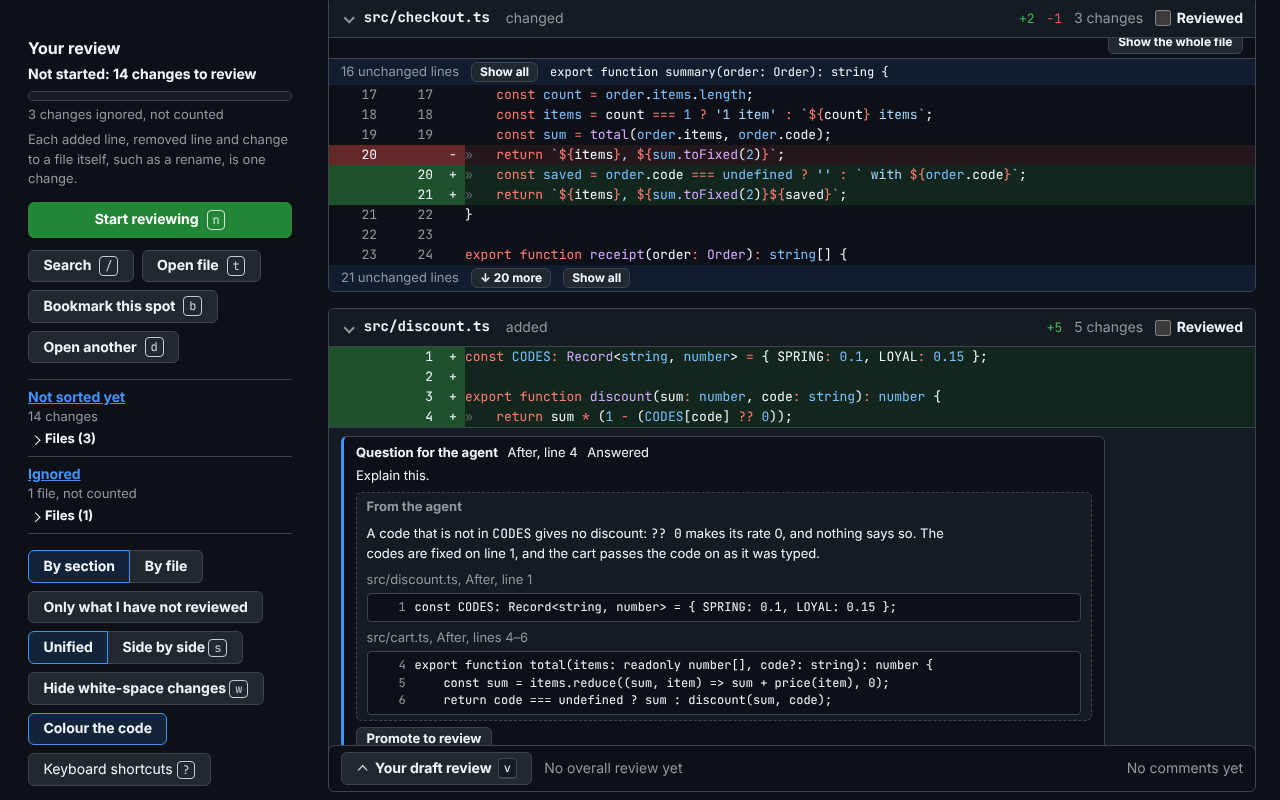 Your review
Not started: 14 changes to review
3 changes ignored, not counted
Each added line, removed line and change
to a file itself, such as a rename, is one
change.
Start reviewing n
Search / Open file t
Bookmark this spot b
Open another d
Not sorted yet
14 changes
Files (3)
Ignored
1 file, not counted
Files (1)
By section By file
Only what I have not reviewed
Unified Side by side s
Hide white-space changes w
Colour the code
Keyboard shortcuts ?
src/checkout.ts changed +2 -1 3 changes Reviewed
Show the whole file
16 unchanged lines Show all export function summary(order: Order): string {
17 17 const count = order.items.length;
18 18 const items = count === 1 ? '1 item' : `${count} items`;
19 19 const sum = total(order.items, order.code);
20 - » return `${items}, ${sum.toFixed(2)}`;
20 + » const saved = order.code === undefined ? '' : ` with ${order.code}`;
21 + » return `${items}, ${sum.toFixed(2)}${saved}`;
21 22 }
22 23
23 24 export function receipt(order: Order): string[] {
21 unchanged lines ↓ 20 more Show all
src/discount.ts added +5 5 changes Reviewed
1 + const CODES: Record<string, number> = { SPRING: 0.1, LOYAL: 0.15 };
2 +
3 + export function discount(sum: number, code: string): number {
4 + » return sum * (1 - (CODES[code] ?? 0));
Question for the agent After, line 4 Answered
Explain this.
From the agent
A code that is not in CODES gives no discount: ?? 0 makes its rate 0, and nothing says so. The
codes are fixed on line 1, and the cart passes the code on as it was typed.
src/discount.ts, After, line 1
1 const CODES: Record<string, number> = { SPRING: 0.1, LOYAL: 0.15 };
src/cart.ts, After, lines 4–6
4 export function total(items: readonly number[], code?: string): number {
5 const sum = items.reduce((sum, item) => sum + price(item), 0);
6 return code === undefined ? sum : discount(sum, code);
Promote to review
Your draft review v No overall review yet No comments yet